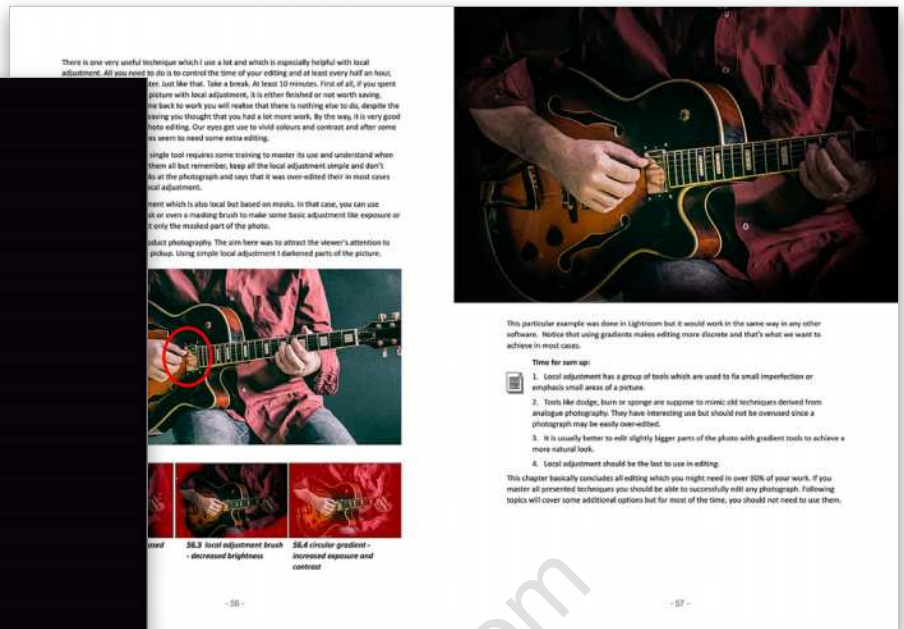 There is one very useful technique which I use a lot and which is especially helpful with local
adjustment. All you need to do is to control the time of your editing and at least every half an hour,
ter. Just like that. Take a break. At least 10 minutes. First of all, if you spent
picture with local adjustment, it is either finished or not worth saving.
me back to work you will realise that there is nothing else to do, despite the
eaving you thought that you had a lot more work. By the way, it is very good
hoto editing. Our eyes get use to vivid colours and contrast and after some
es seem to need some extra editing.
single tool requires some training to master its use and understand when
them all but remember, keep all the local adjustment simple and don't
ks at the photograph and says that it was over-edited their in most cases
cal adjustment.
ment which is also local but based on masks. In that case, you can use
sk or even a masking brush to make some basic adjustment like exposure or
t only the masked part of the photo.
oduct photography. The aim here was to attract the viewer's attention to
pickup. Using simple local adjustment I darkened parts of the picture.
ased
56.3 local adjustment brush
- decreased brightness
56.4 circular gradient -
increased exposure and
contrast
- 56 -
This particular example was done in Lightroom but it would work in the same way in any other
software. Notice that using gradients makes editing more discrete and that's what we want to
achieve in most cases.
Time for sum up:
1. Local adjustment has a group of tools which are used to fix small imperfection or
emphasis small areas of a picture.
2. Tools like dodge, burn or sponge are suppose to mimic old techniques derived from
analogue photography. They have interesting use but should not be overused since a
photograph may be easily over-edited.
3. It is usually better to edit slightly bigger parts of the photo with gradient tools to achieve a
more natural look.
4. Local adjustment should be the last to use in editing.
This chapter basically concludes all editing which you might need in over 90% of your work. If you
master all presented techniques you should be able to successfully edit any photograph. Following
topics will cover some additional options but for most of the time, you should not need to use them.
- 57 -
om